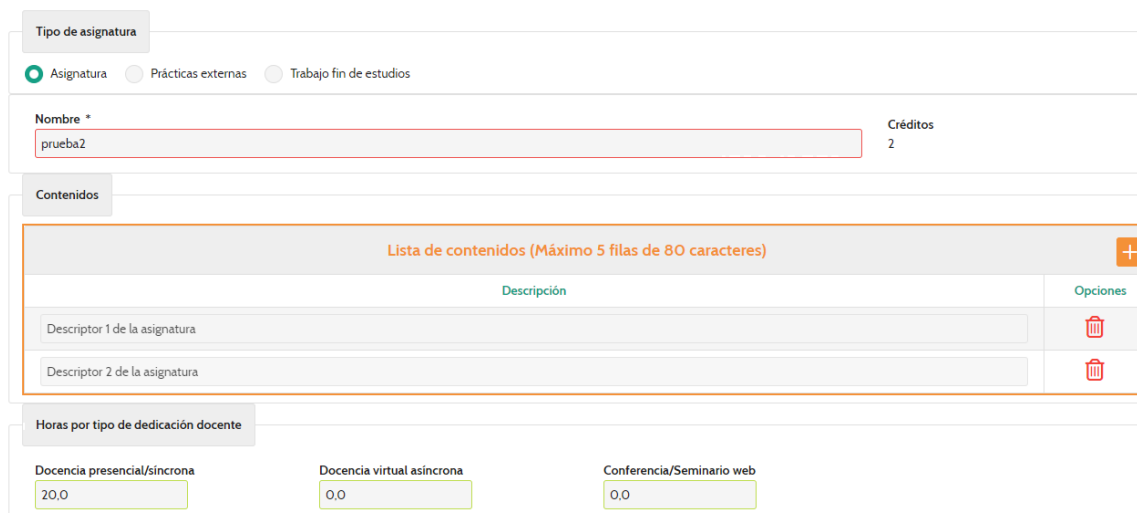 Tipo de asignatura
Asignatura Prácticas externas Trabajo fin de estudios
Nombre *
Créditos
prueba2
2
Contenidos
Lista de contenidos (Máximo 5 filas de 80 caracteres)
Descripción Opciones
Descriptor 1 de la asignatura
Descriptor 2 de la asignatura
Horas por tipo de dedicación docente
Docencia presencial/síncrona Docencia virtual asíncrona Conferencia/Seminario web
20,0 0,0 0,0